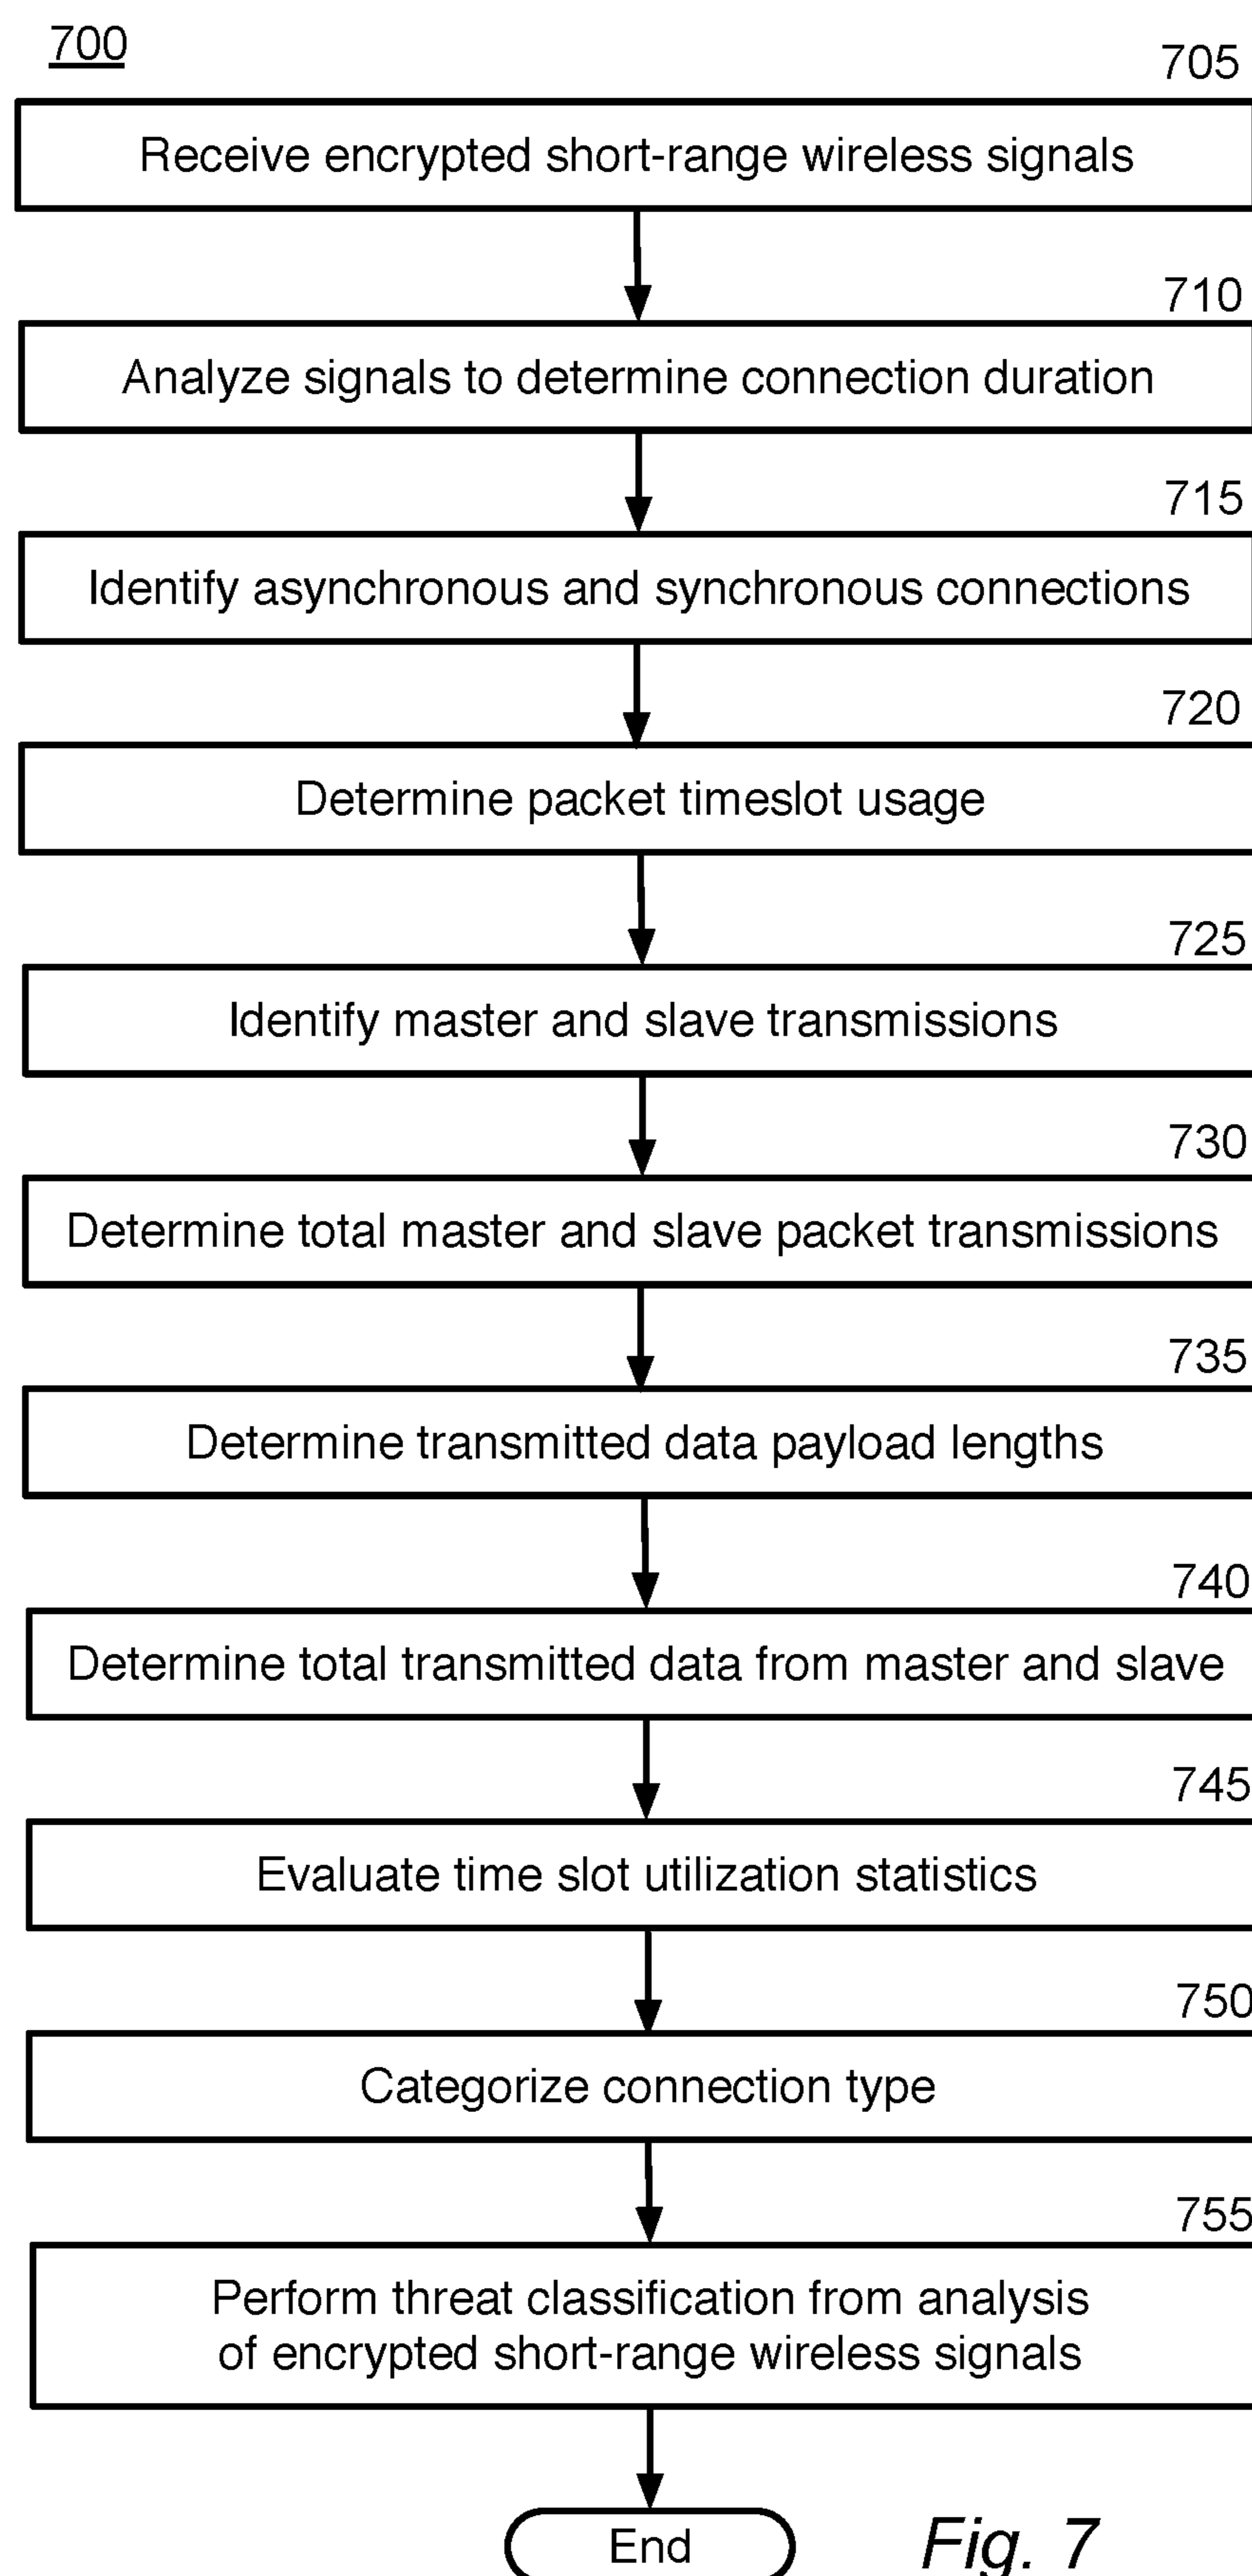 700
705
Receive encrypted short-range wireless signals
710
Analyze signals to determine connection duration
715
Identify asynchronous and synchronous connections
720
Determine packet timeslot usage
725
Identify master and slave transmissions
730
Determine total master and slave packet transmissions
735
Determine transmitted data payload lengths
740
Determine total transmitted data from master and slave
745
Evaluate time slot utilization statistics
750
Categorize connection type
755
Perform threat classification from analysis
of encrypted short-range wireless signals
End
Fig. 7